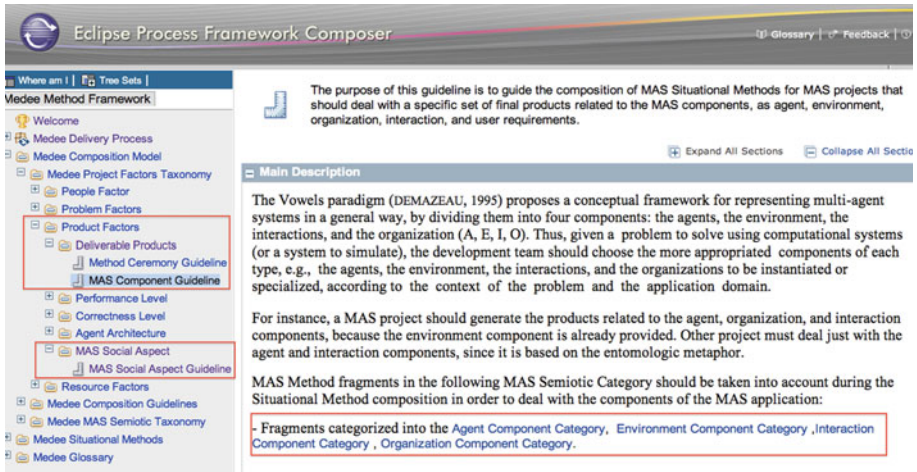 Eclipse Process Framework Composer
Glossary | Feedback |
Where am I | Tree Sets |
Medee Method Framework
Welcome
Medee Delivery Process
Medee Composition Model
Medee Project Factors Taxonomy
People Factor
Problem Factors
Product Factors
Deliverable Products
Method Ceremony Guideline
MAS Component Guideline
Performance Level
Correctness Level
Agent Architecture
MAS Social Aspect
MAS Social Aspect Guideline
Resource Factors
Medee Composition Guidelines
Medee MAS Semiotic Taxonomy
Medee Situational Methods
Medee Glossary
The purpose of this guideline is to guide the composition of MAS Situational Methods for MAS projects that
should deal with a specific set of final products related to the MAS components, as agent, environment,
organization, interaction, and user requirements.
Expand All Sections Collapse All Sectio
Main Description
The Vowels paradigm (DEMAZEAU, 1995) proposes a conceptual framework for representing multi-agent
systems in a general way, by dividing them into four components: the agents, the environment, the
interactions, and the organization (A, E, I, O). Thus, given a problem to solve using computational systems
(or a system to simulate), the development team should choose the more appropriated components of each
type, e.g., the agents, the environment, the interactions, and the organizations to be instantiated or
specialized, according to the context of the problem and the application domain.
For instance, a MAS project should generate the products related to the agent, organization, and interaction
components, because the environment component is already provided. Other project must deal just with the
agent and interaction components, since it is based on the entomologic metaphor.
MAS Method fragments in the following MAS Semiotic Category should be taken into account during the
Situational Method composition in order to deal with the components of the MAS application:
- Fragments categorized into the Agent Component Category, Environment Component Category ,Interaction
Component Category , Organization Component Category.